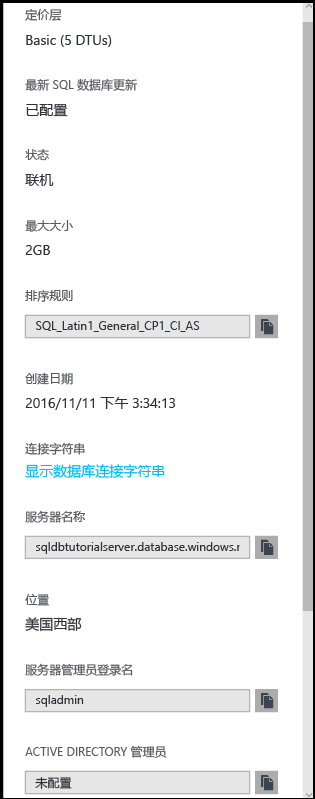 定价层
Basic (5 DTUs)
最新 SQL 数据库更新
已配置
状态
联机
最大大小
2GB
排序规则
SQL_Latin1_General_CP1_CI_AS
创建日期
2016/11/11 下午 3:34:13
连接字符串
显示数据库连接字符串
服务器名称
sqldbtutorialserver.database.windows.r
位置
美国西部
服务器管理员登录名
sqladmin
ACTIVE DIRECTORY 管理员
未配置